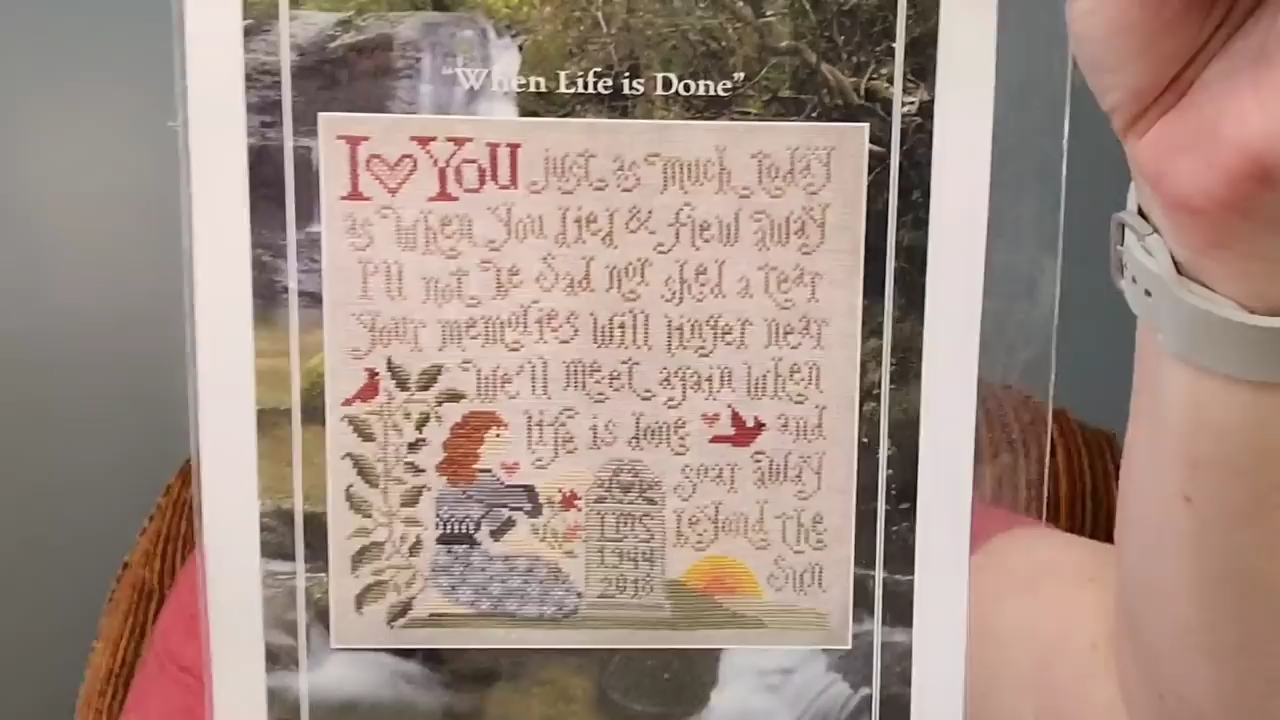 "When Life is Done"
I YOU just as much today
as when you died & flew away
I'll not be sad nor shed a tear
your memories will linger near
we'll meet again when
life is done and
soar away
LMS beyond the
1944
2018 sun